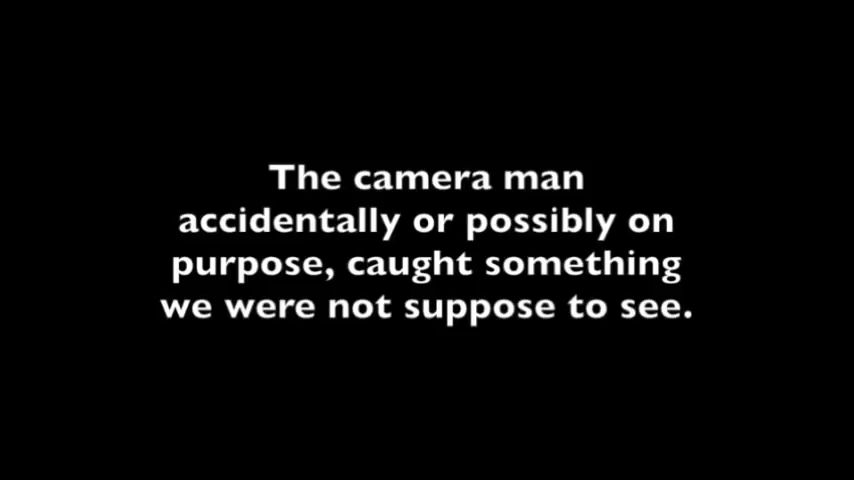 The camera man
accidentally or possibly on
purpose, caught something
we were not suppose to see.